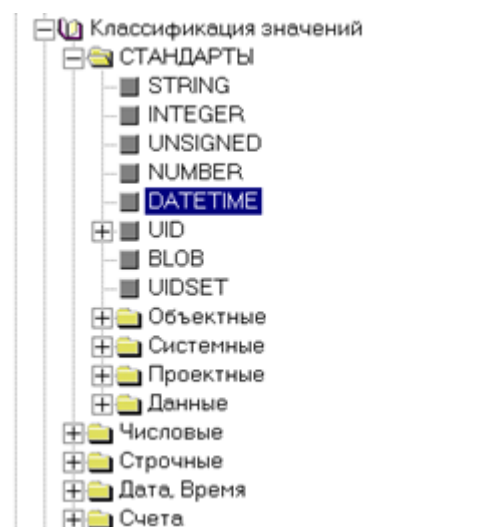 Классификация значений
СТАНДАРТЫ
STRING
INTEGER
UNSIGNED
NUMBER
DATETIME
UID
BLOB
UIDSET
Объектные
Системные
Проектные
Данные
Числовые
Строчные
Дата, Время
Счета